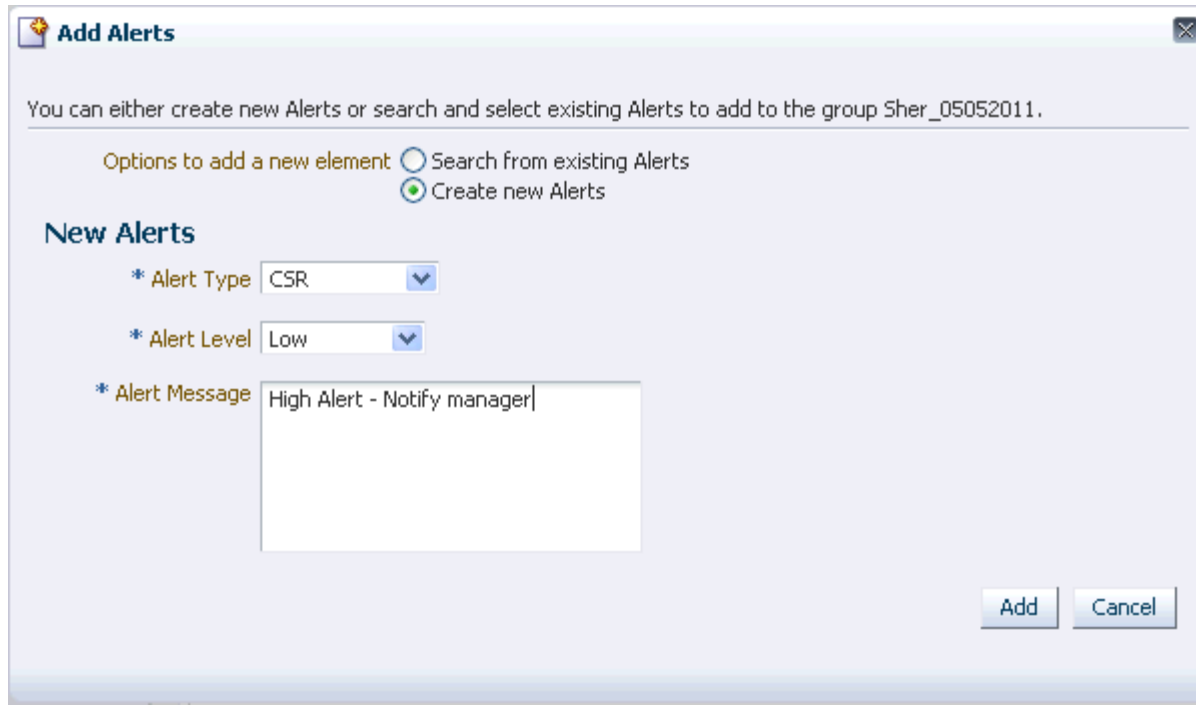 Add Alerts
You can either create new Alerts or search and select existing Alerts to add to the group Sher_05052011.
Options to add a new element Search from existing Alerts
Create new Alerts
New Alerts
* Alert Type CSR
* Alert Level Low
* Alert Message High Alert - Notify manager
Add Cancel